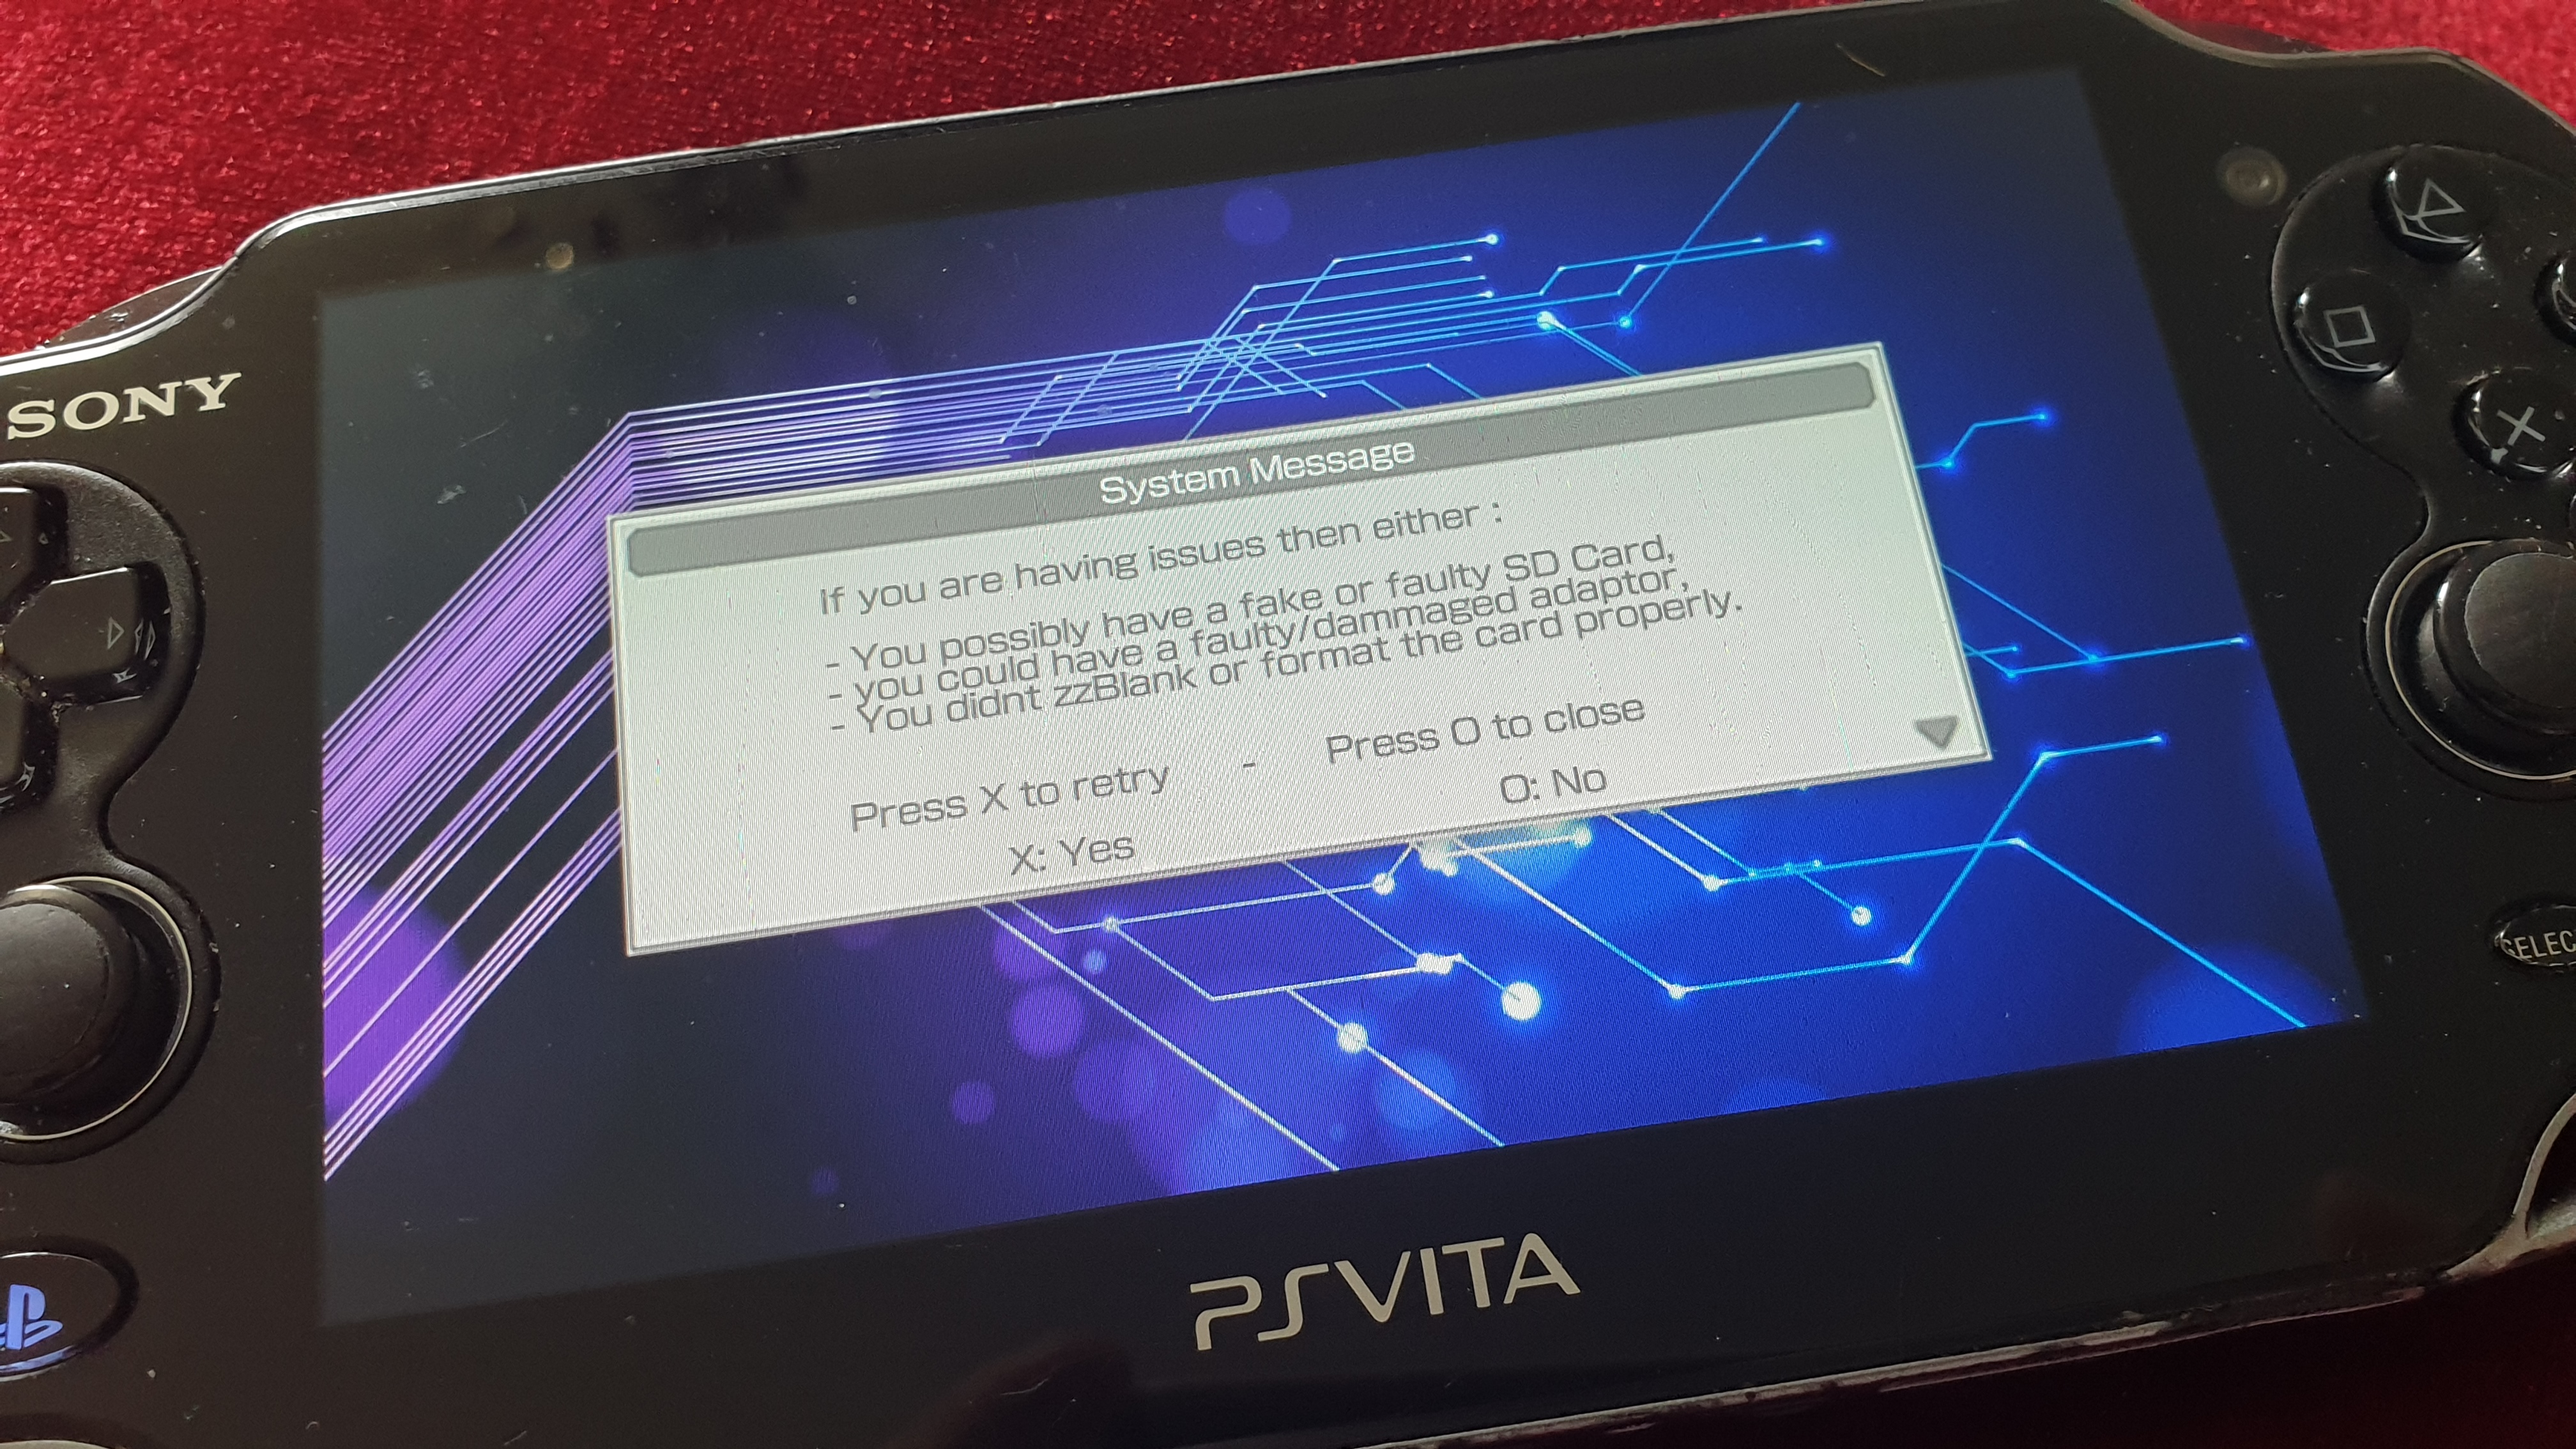 SONY
System Message
If you are having issues then either :
- You possibly have a fake or faulty SD Card,
- you could have a faulty/dammaged adaptor,
- You didnt zzBlank or format the card properly.
Press X to retry - Press O to close
X: Yes O: No
PSVITA